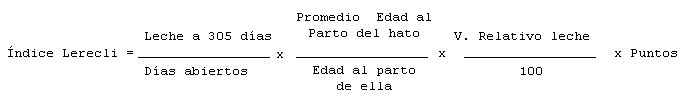 Promedio Edad al
Leche a 305 días Parto del hato V. Relativo leche
Índice Lerecli = x x x Puntos
Días abiertos Edad al parto 100
de ella